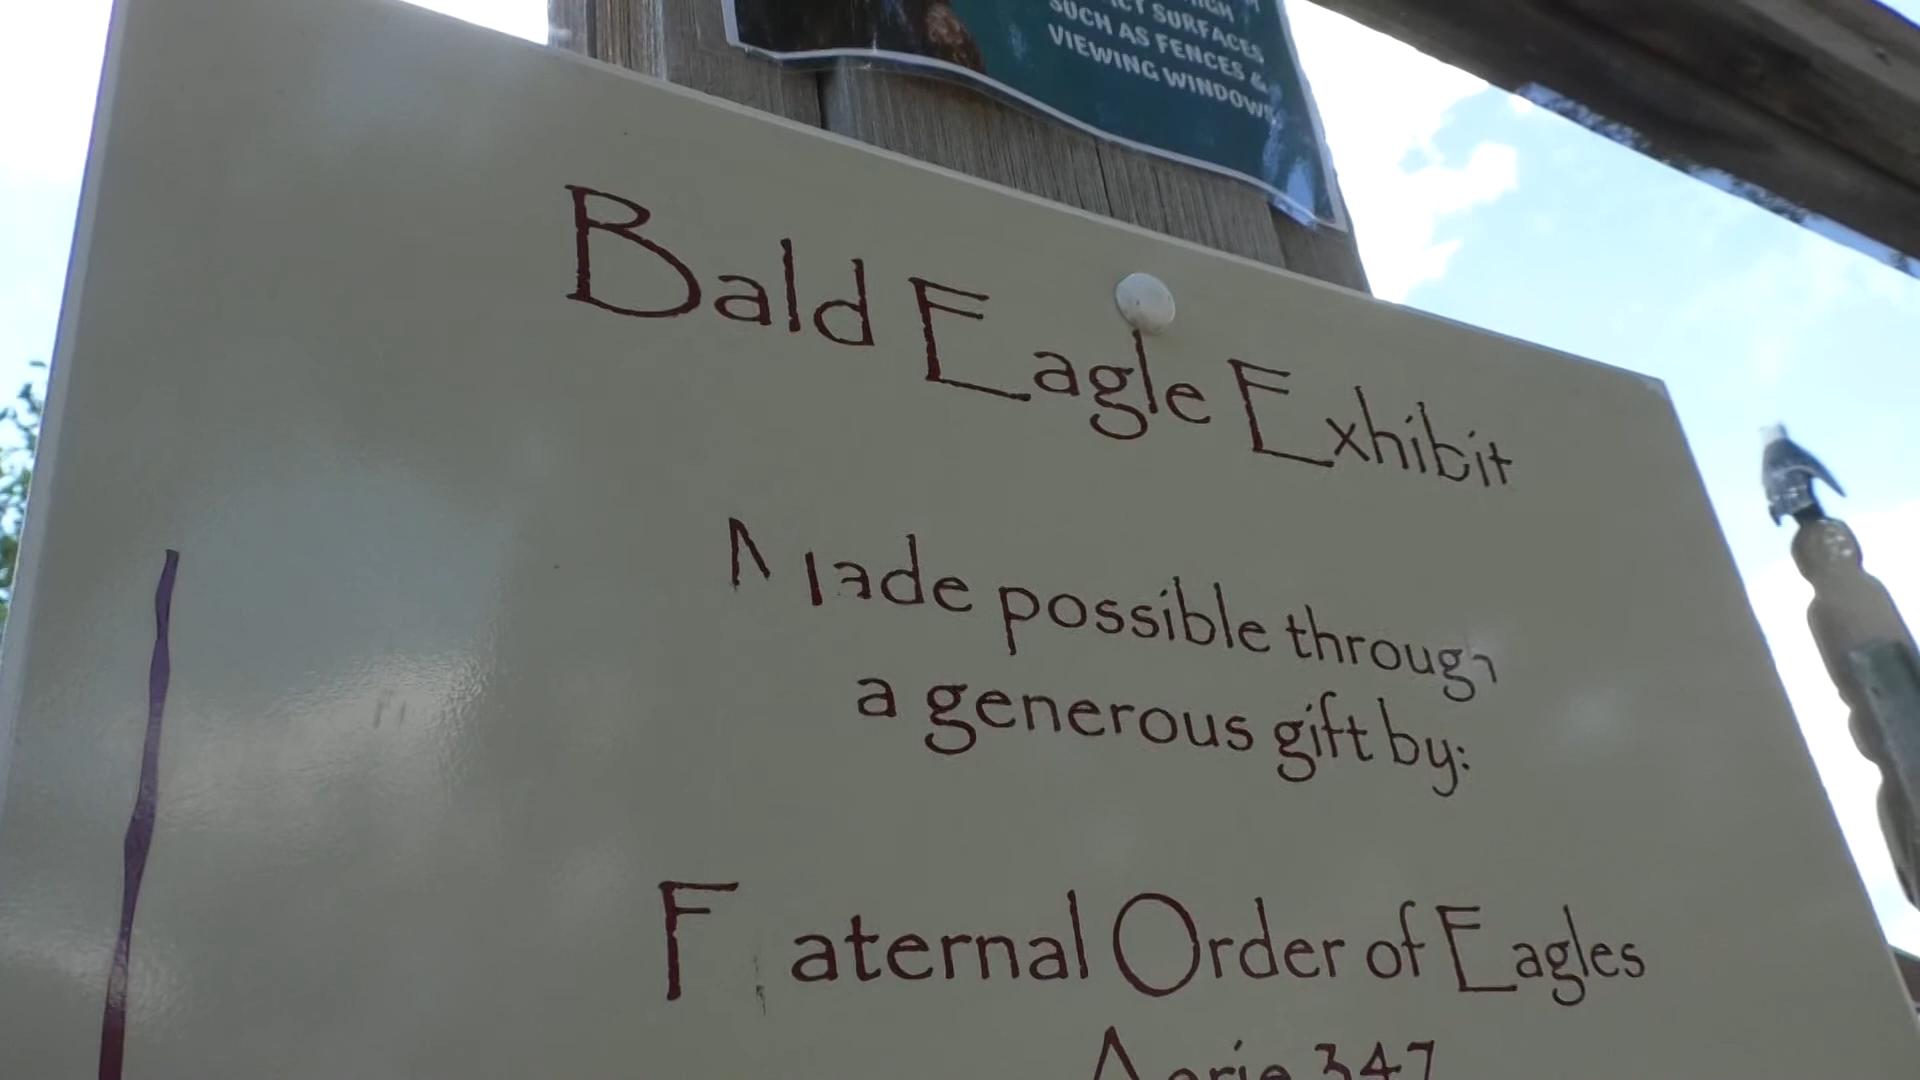 SURFACES
SUCH AS FENCES &
VIEWING WINDOWS
Bald Eagle Exhibit
Made possible through
a generous gift by:
Fraternal Order of Eagles
Aerie 347